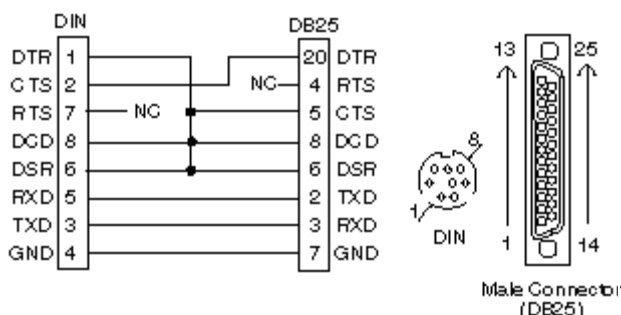 DIN DB25
DTR 1 20 DTR
CTS 2 NC 4 RTS
RTS 7 NC 5 CTS
DCD 8 8 DCD
DSR 6 6 DSR
RXD 5 2 TXD
TXD 3 3 RXD
GND 4 7 GND
13 25
8
1
DIN
1 14
Male Connector
(DB25)